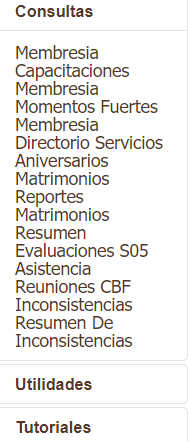 Consultas
Membresia
Capacitaciones
Membresia
Momentos Fuertes
Membresia
Directorio Servicios
Aniversarios
Matrimonios
Reportes
Matrimonios
Resumen
Evaluaciones S05
Asistencia
Reuniones CBF
Inconsistencias
Resumen De
Inconsistencias
Utilidades
Tutoriales